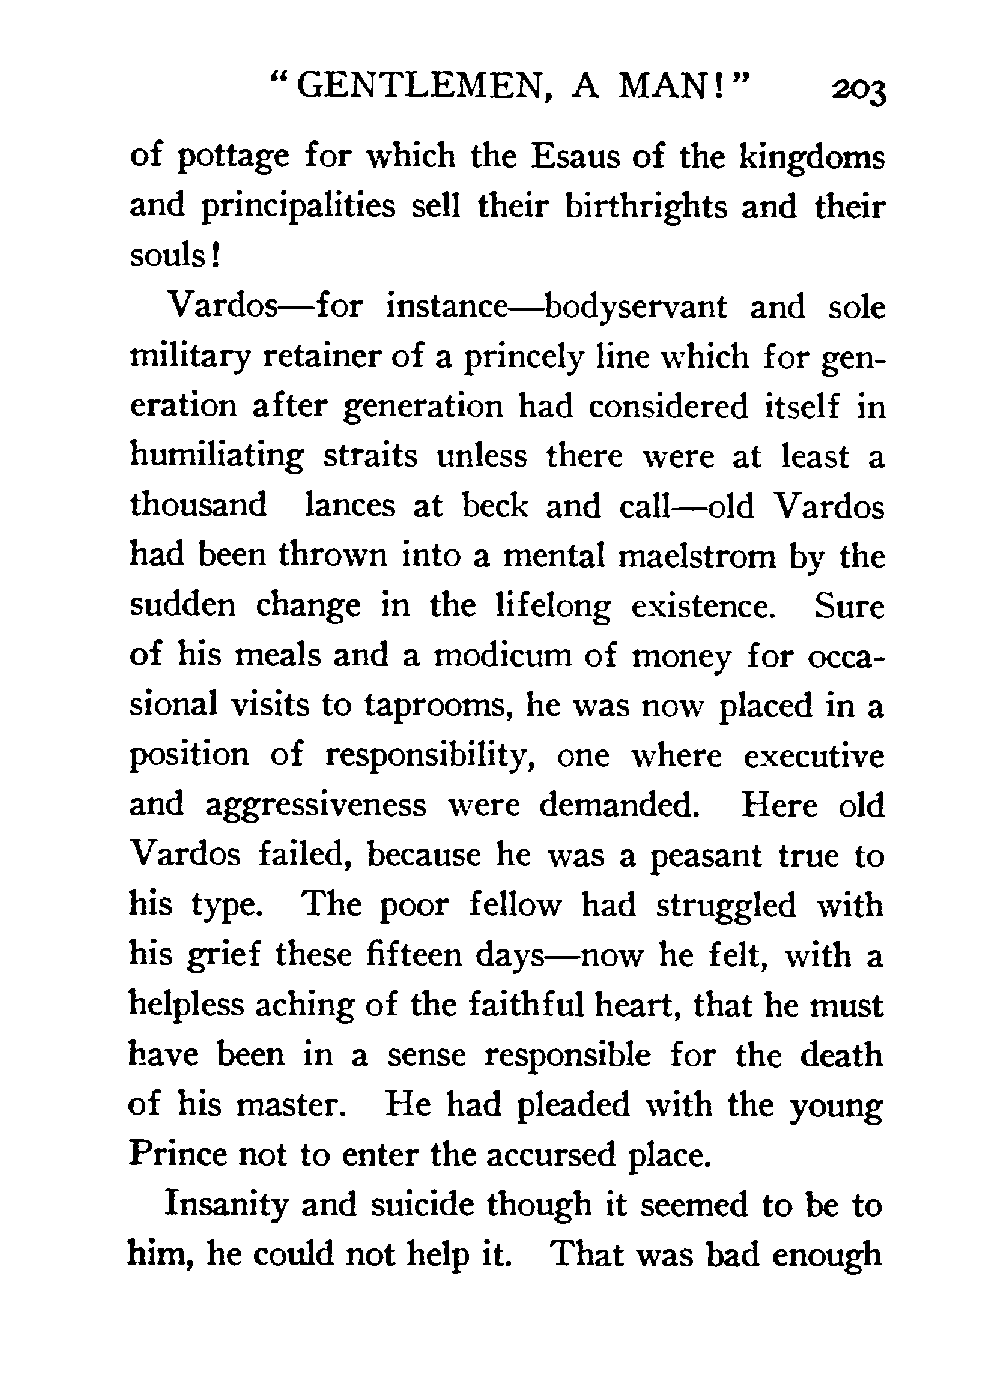 “GENTLEMEN, A MAN!” 203
of pottage for which the Esaus of the kingdoms
and principalities sell their birthrights and their
souls!
Vardos—for instance—bodyservant and sole
military retainer of a princely line which for gen-
eration after generation had considered itself in
humiliating straits unless there were at least a
thousand lances at beck and call—old Vardos
had been thrown into a mental maelstrom by the
sudden change in the lifelong existence. Sure
of his meals and a modicum of money for occa-
sional visits to taprooms, he was now placed in a
position of responsibility, one where executive
and aggressiveness were demanded. Here old
Vardos failed, because he was a peasant true to
his type. The poor fellow had struggled with
his grief these fifteen days—now he felt, with a
helpless aching of the faithful heart, that he must
have been in a sense responsible for the death
of his master. He had pleaded with the young
Prince not to enter the accursed place.
Insanity and suicide though it seemed to be to
him, he could not help it. That was bad enough